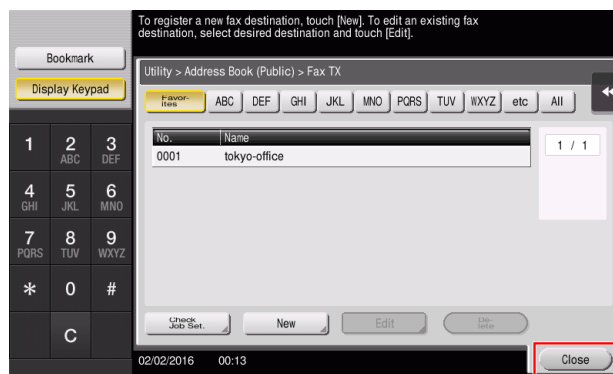 To register a new fax destination, touch [New]. To edit an existing fax
destination, select desired destination and touch [Edit].
Bookmark
Display Keypad
Utility > Address Book (Public) > Fax TX
Favor-
ites
ABC DEF GHI JKL MNO PQRS TUV WXYZ etc All
No. Name
0001 tokyo-office
1 / 1
1 2 3
ABC DEF
4 5 6
GHI JKL MNO
7 8 9
PQRS TUV WXYZ
* 0 #
C
Check
Job Set.
New
Edit
De-
lete
02/02/2016 00:13
Close